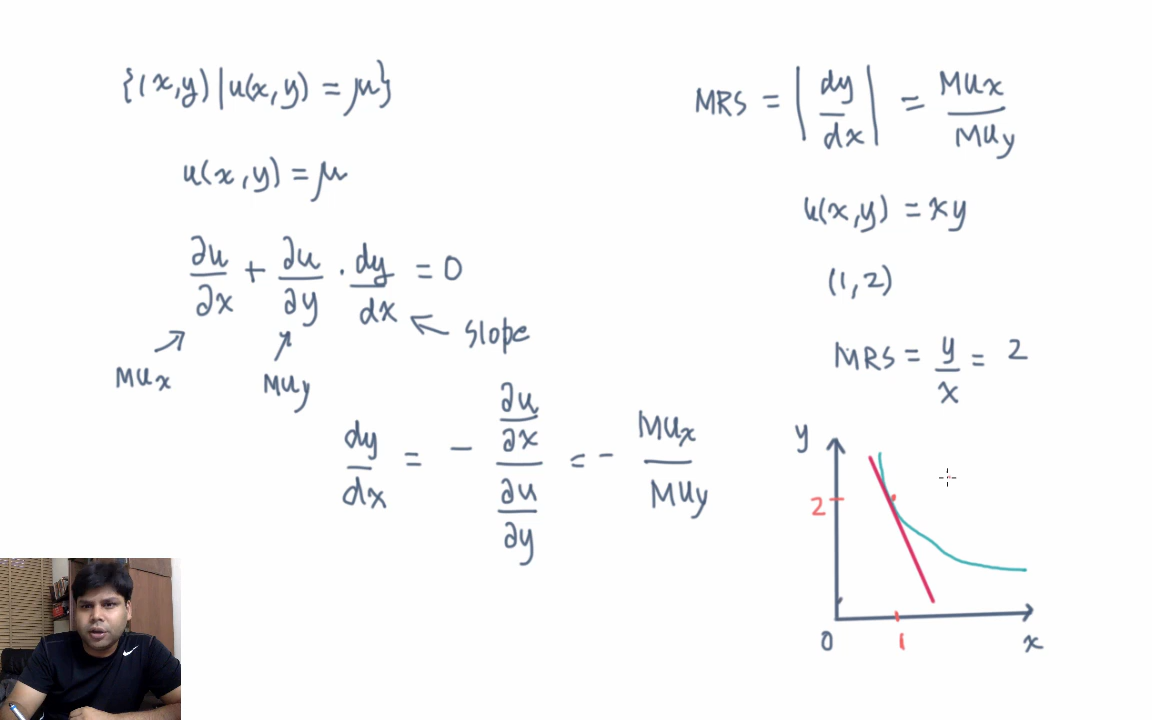 {(x,y)|u(x,y) = μ}
u(x,y) = μ
∂u/∂x + ∂u/∂y · dy/dx = 0
MUx
MUy
slope
dy/dx = - (∂u/∂x)/(∂u/∂y) = - MUx/MUy
MRS = |dy/dx| = MUx/MUy
u(x,y) = xy
(1,2)
MRS = y/x = 2
y
2
0
1
x